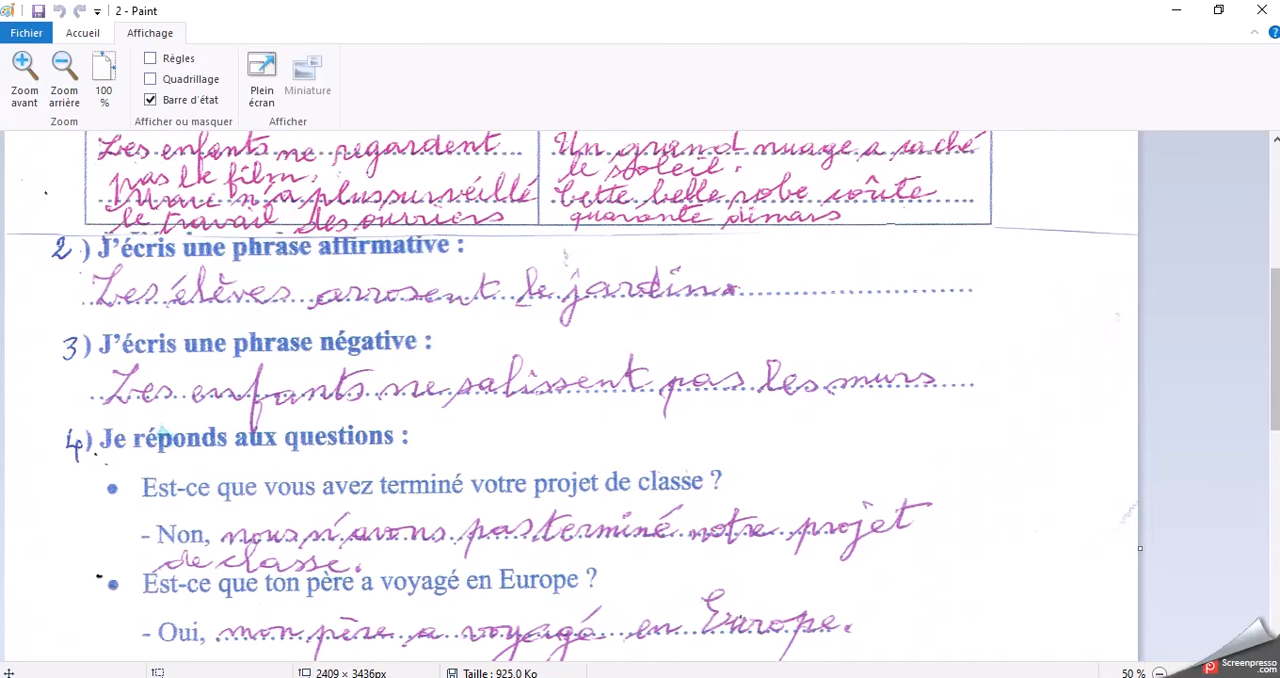 2 - Paint
Fichier Accueil Affichage
Zoom avant
Zoom arrière
100 %
Règles
Quadrillage
Barre d'état
Plein écran
Miniature
Zoom Afficher ou masquer Afficher
Les enfants ne regardent
pas le film.
Marc n'a plus surveillé
le travail des ouvriers
Un grand nuage a caché
le soleil.
Cette belle robe coûte
quarante dinars
2) J'écris une phrase affirmative :
Les élèves arrosent le jardin.
3) J'écris une phrase négative :
Les enfants ne salissent pas les murs
4) Je réponds aux questions :
• Est-ce que vous avez terminé votre projet de classe ?
- Non, nous n'avons pas terminé notre projet
de classe.
• Est-ce que ton père a voyagé en Europe ?
- Oui, mon père a voyagé en Europe.
2409 × 3436px Taille : 925.0 Ko 50 %
Screenpresso
.com